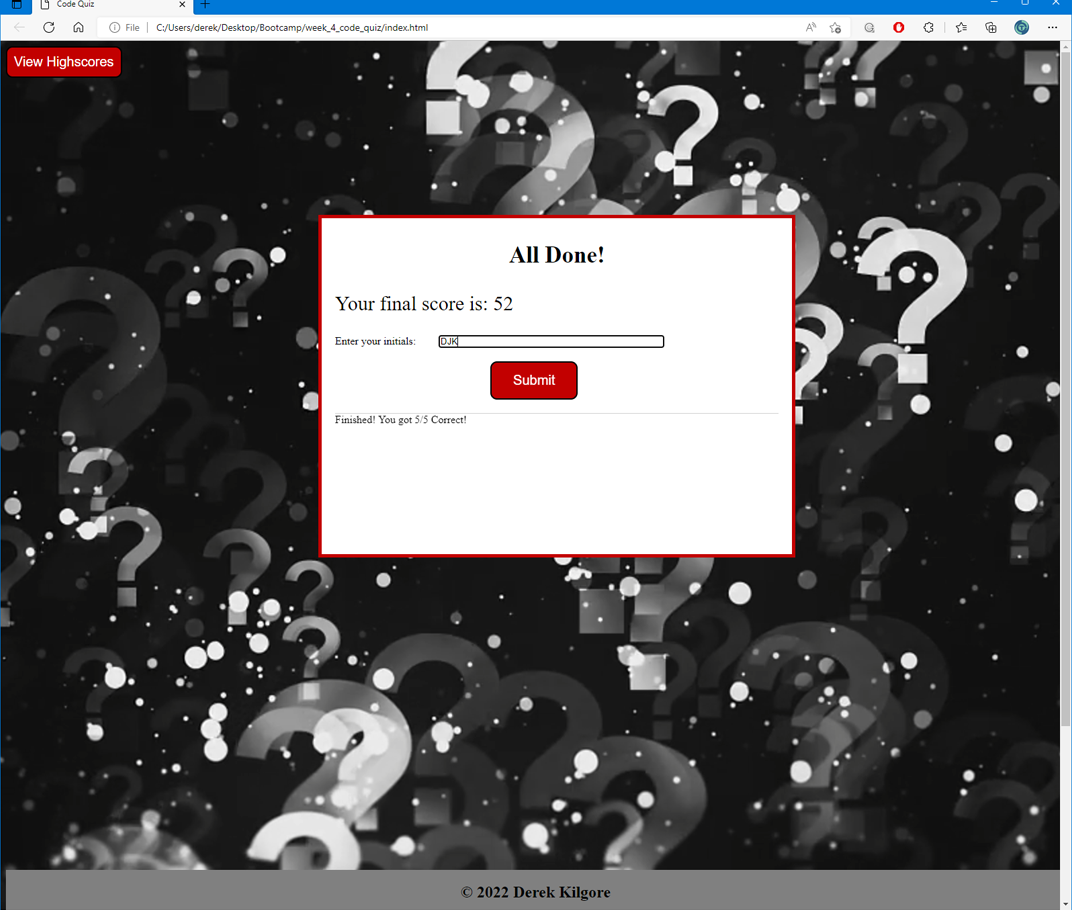 Code Quiz
File C:/Users/derek/Desktop/Bootcamp/week_4_code_quiz/index.html
View Highscores
All Done!
Your final score is: 52
Enter your initials: DJK
Submit
Finished! You got 5/5 Correct!
© 2022 Derek Kilgore